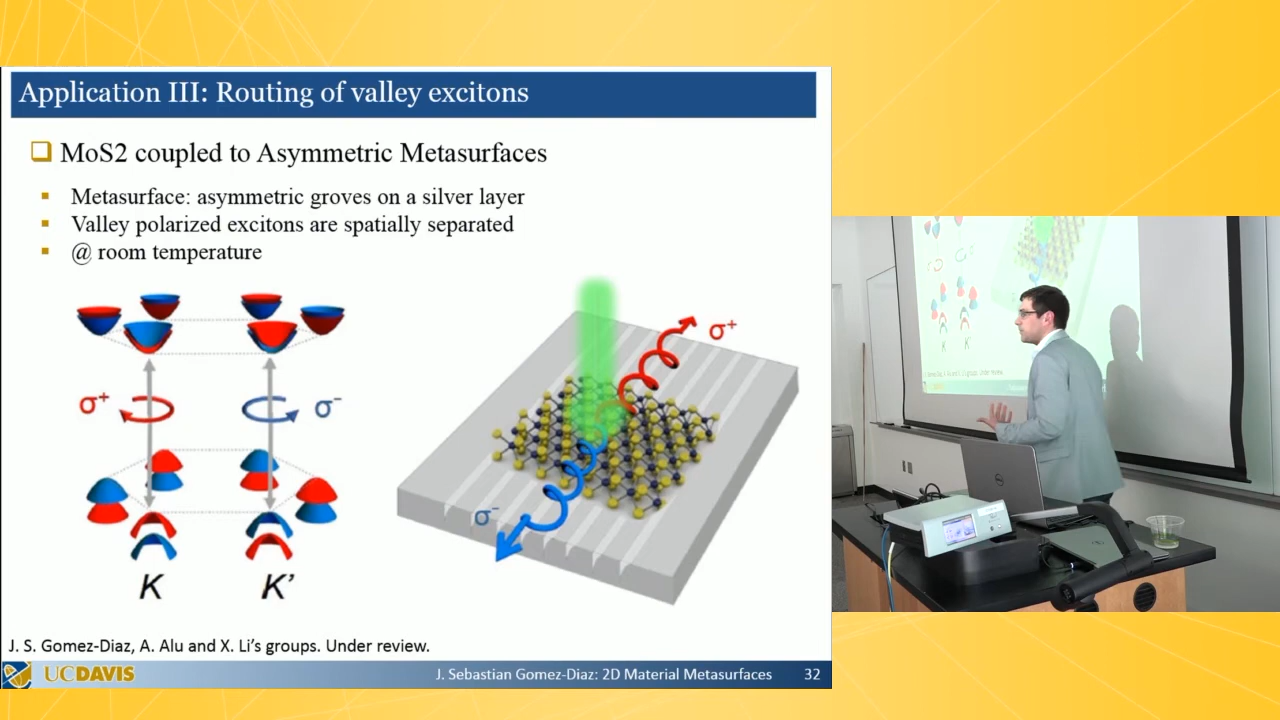 Application III: Routing of valley excitons
MoS2 coupled to Asymmetric Metasurfaces
Metasurface: asymmetric groves on a silver layer
Valley polarized excitons are spatially separated
@ room temperature
σ+
σ-
σ+
σ-
K
K'
J. S. Gomez-Diaz, A. Alu and X. Li's groups. Under review.
UCDAVIS
J. Sebastian Gomez-Diaz: 2D Material Metasurfaces
32